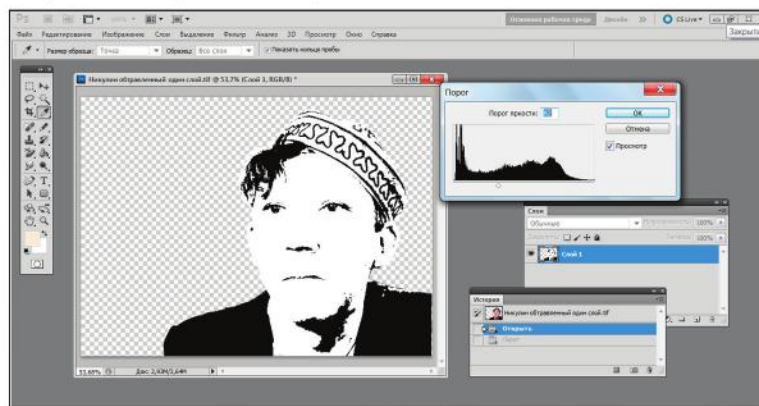 Ps
Основная рабочая среда Дизайн 3D CS Live
Закрыть
Файл Редактирование Изображение Слои Выделение Фильтр Анализ 3D Просмотр Окно Справка
Размер образца: Точка Образец: Все слои Показать кольцо пробы
Никулин обтравленный один слой.tif @ 53,7% (Слой 1, RGB/8) *
Порог
Порог яркости:
OK
Отмена
Просмотр
Слои
Обычные 100%
100%
Слой 1
История
Никулин обтравленный один слой.tif
Открыть
Порог
53,68% Док: 2,93M/3,64M